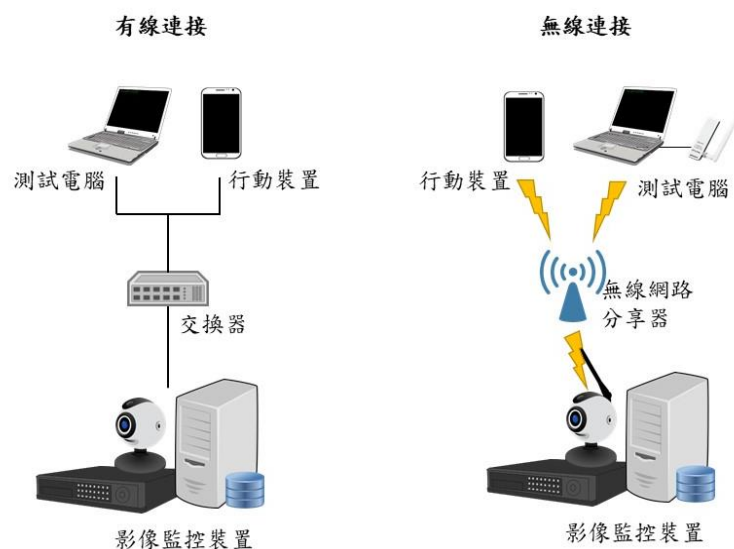 有線連接
無線連接
測試電腦
行動裝置
行動裝置
測試電腦
交換器
無線網路
分享器
影像監控裝置
影像監控裝置